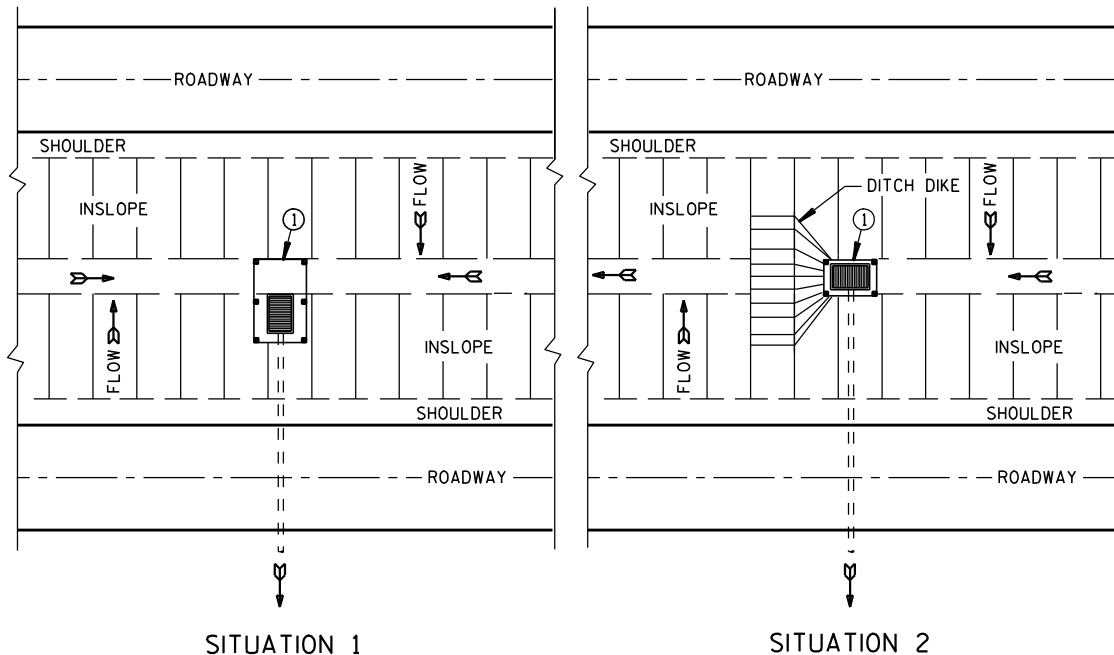 ROADWAY
SHOULDER
FLOW
INSLOPE
1
FLOW
INSLOPE
SHOULDER
ROADWAY
SITUATION 1
ROADWAY
SHOULDER
DITCH DIKE
FLOW
INSLOPE
1
FLOW
INSLOPE
SHOULDER
ROADWAY
SITUATION 2